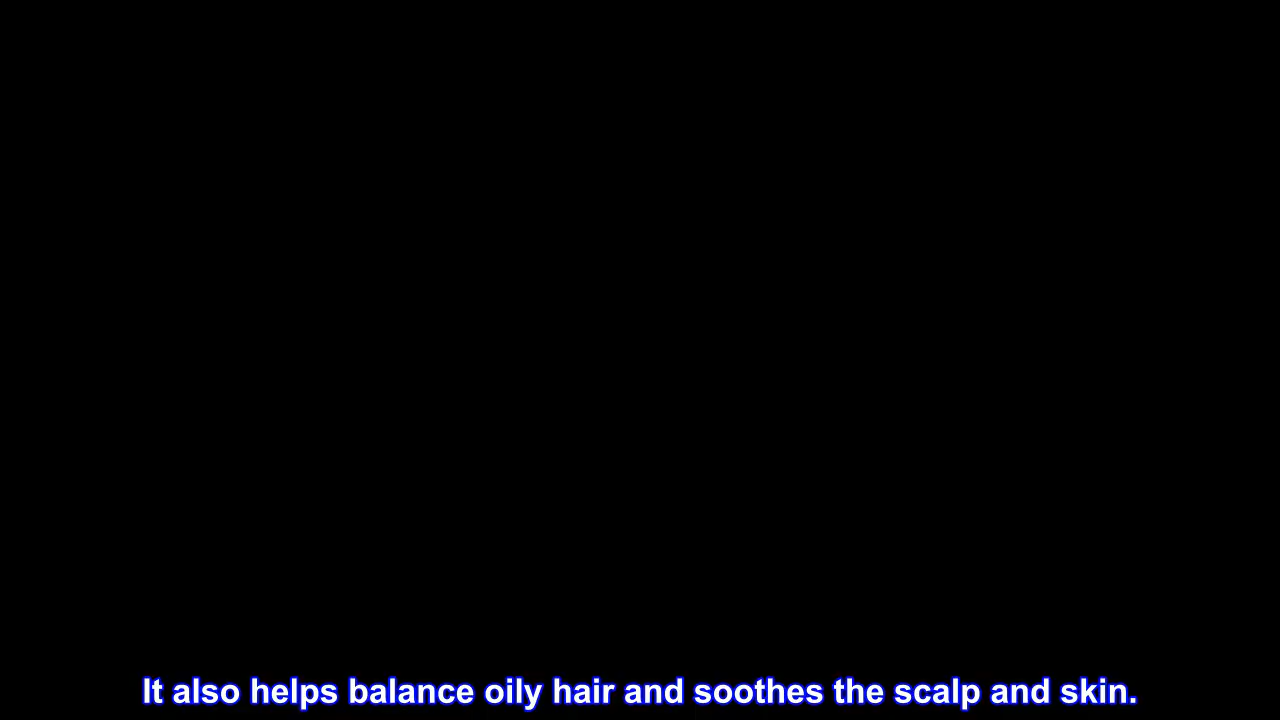 It also helps balance oily hair and soothes the scalp and skin.